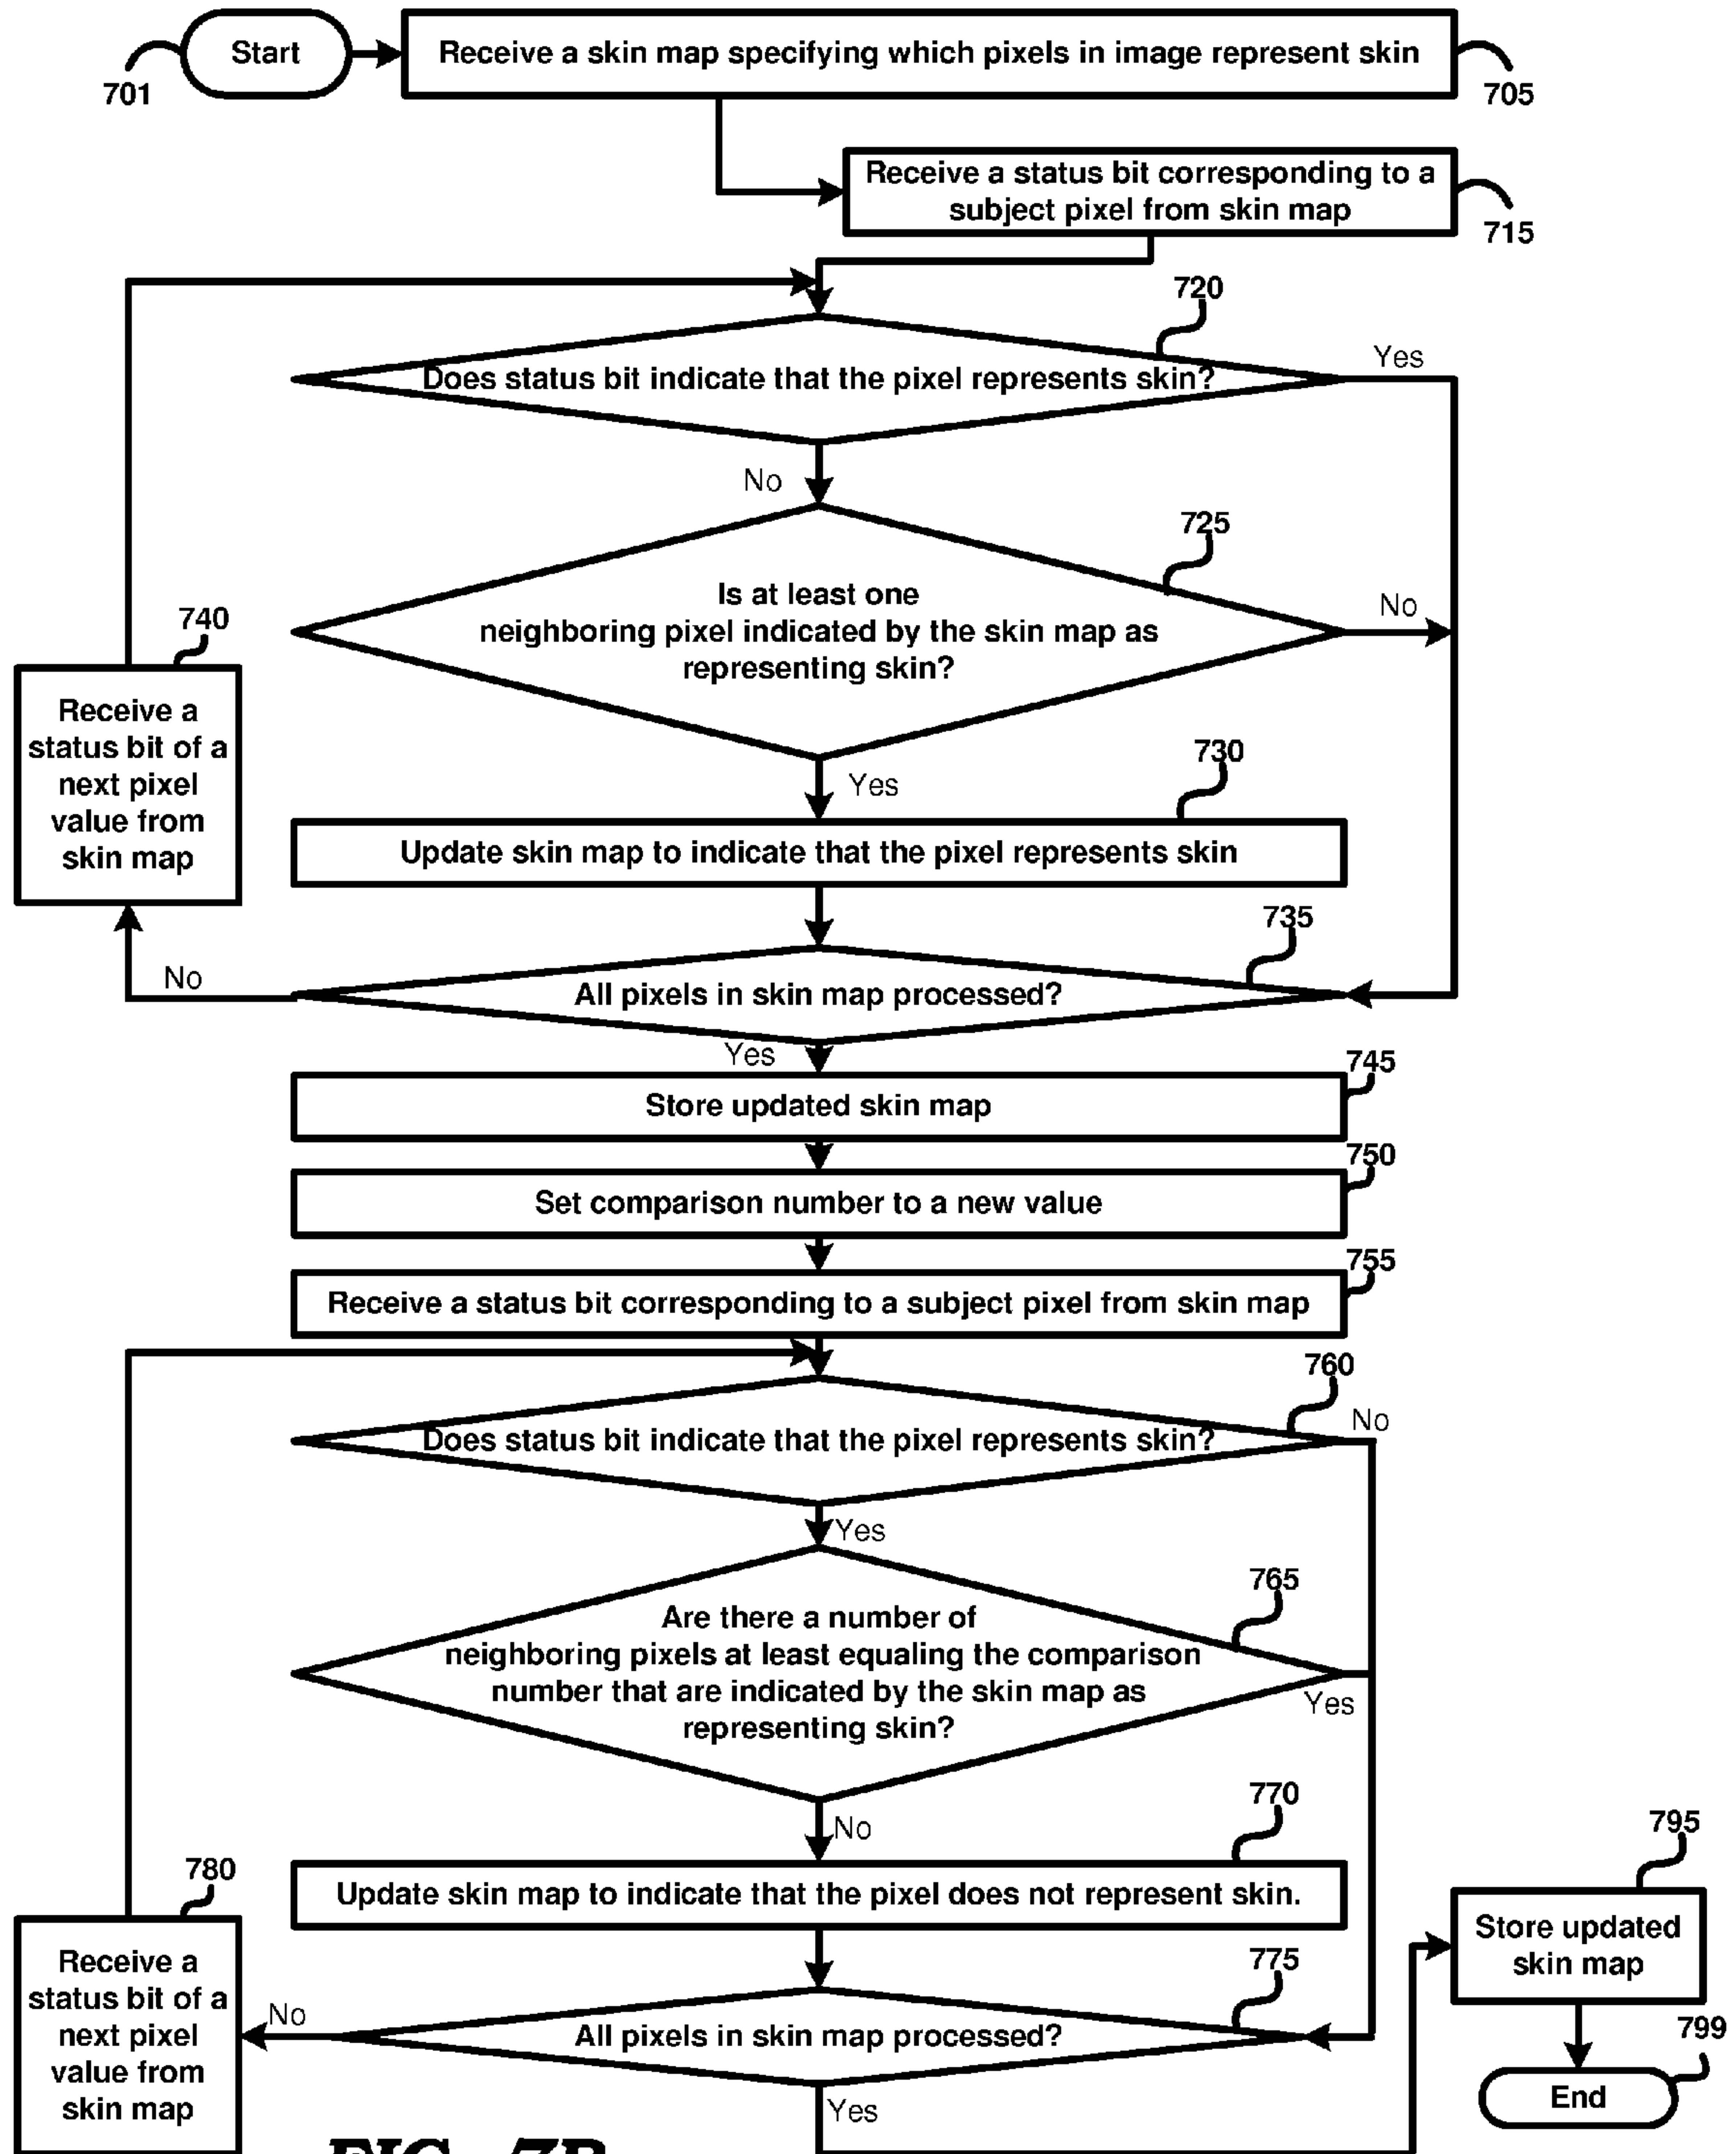 Start
Receive a skin map specifying which pixels in image represent skin
701
705
Receive a status bit corresponding to a
subject pixel from skin map
715
720
Does status bit indicate that the pixel represents skin?
Yes
No
725
Is at least one
neighboring pixel indicated by the skin map as
representing skin?
No
740
Receive a
status bit of a
next pixel
value from
skin map
Yes
730
Update skin map to indicate that the pixel represents skin
735
All pixels in skin map processed?
No
Yes
745
Store updated skin map
750
Set comparison number to a new value
755
Receive a status bit corresponding to a subject pixel from skin map
760
Does status bit indicate that the pixel represents skin?
No
Yes
765
Are there a number of
neighboring pixels at least equaling the comparison
number that are indicated by the skin map as
representing skin?
Yes
No
770
Update skin map to indicate that the pixel does not represent skin.
780
Receive a
status bit of a
next pixel
value from
skin map
775
All pixels in skin map processed?
No
Yes
795
Store updated
skin map
799
End
FIG. 7B